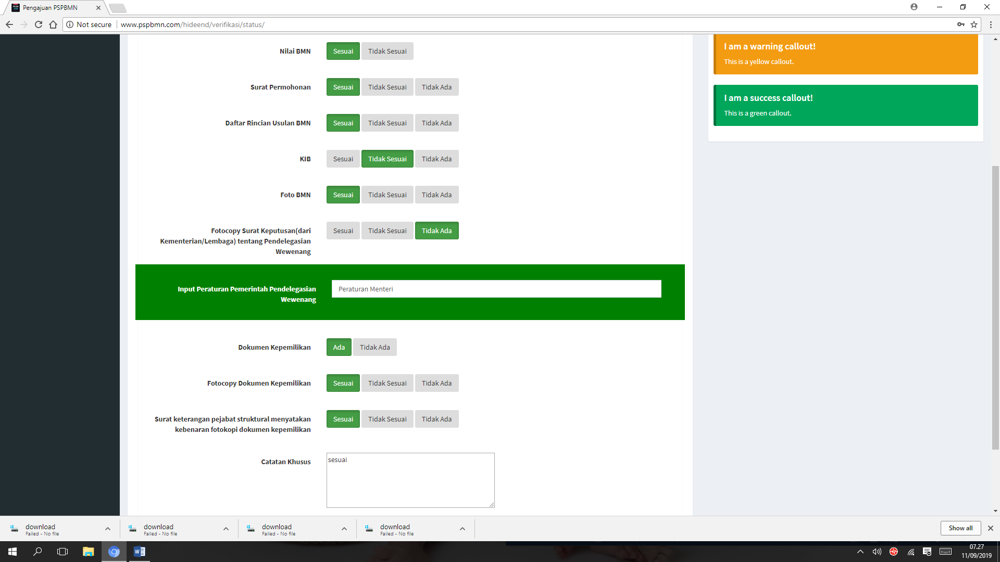 Pengajuan PSPBMN
Not secure www.pspbmn.com/hideend/verifikasi/status/
Nilai BMN Sesuai Tidak Sesuai
Surat Permohonan Sesuai Tidak Sesuai Tidak Ada
Daftar Rincian Usulan BMN Sesuai Tidak Sesuai Tidak Ada
KIB Sesuai Tidak Sesuai Tidak Ada
Foto BMN Sesuai Tidak Sesuai Tidak Ada
Fotocopy Surat Keputusan(dari Sesuai Tidak Sesuai Tidak Ada
Kementerian/Lembaga) tentang Pendelegasian
Wewenang
Input Peraturan Pemerintah Pendelegasian Peraturan Menteri
Wewenang
Dokumen Kepemilikan Ada Tidak Ada
Fotocopy Dokumen Kepemilikan Sesuai Tidak Sesuai Tidak Ada
Surat keterangan pejabat struktural menyatakan Sesuai Tidak Sesuai Tidak Ada
kebenaran fotokopi dokumen kepemilikan
Catatan Khusus sesuai
I am a warning callout!
This is a yellow callout.
I am a success callout!
This is a green callout.
download download download download Show all
Failed - No file Failed - No file Failed - No file Failed - No file
07.27
11/09/2019